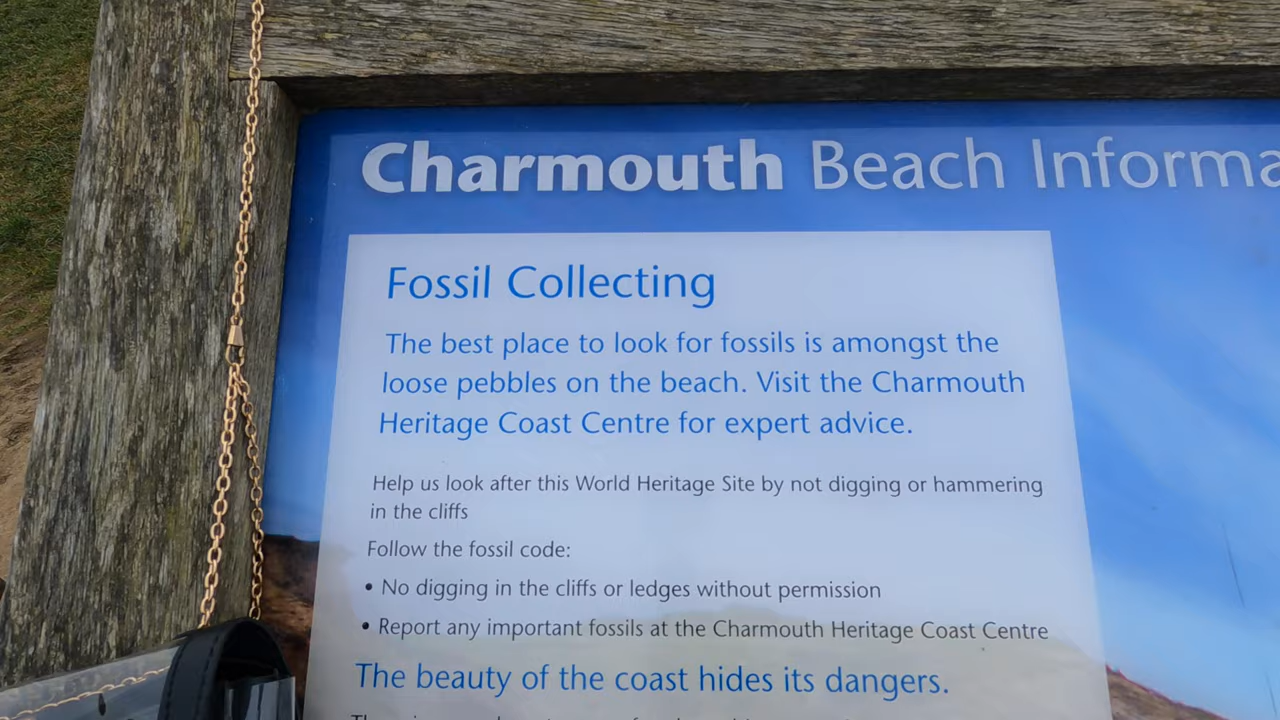 Charmouth Beach Informa
Fossil Collecting
The best place to look for fossils is amongst the
loose pebbles on the beach. Visit the Charmouth
Heritage Coast Centre for expert advice.
Help us look after this World Heritage Site by not digging or hammering
in the cliffs
Follow the fossil code:
• No digging in the cliffs or ledges without permission
• Report any important fossils at the Charmouth Heritage Coast Centre
The beauty of the coast hides its dangers.